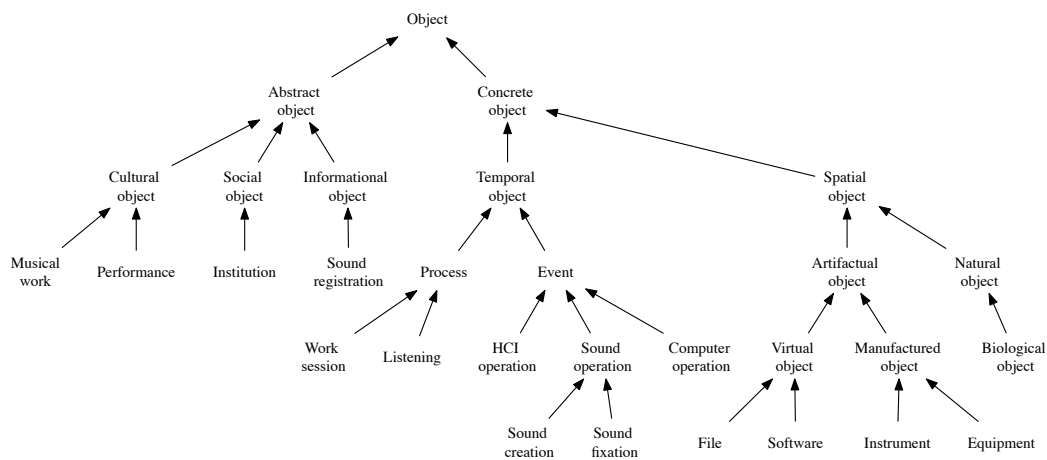 Object
Abstract
object
Concrete
object
Cultural
object
Social
object
Informational
object
Temporal
object
Spatial
object
Musical
work
Performance
Institution
Sound
registration
Process
Event
Artifactual
object
Natural
object
Work
session
Listening
HCI
operation
Sound
operation
Computer
operation
Virtual
object
Manufactured
object
Biological
object
Sound
creation
Sound
fixation
File
Software
Instrument
Equipment